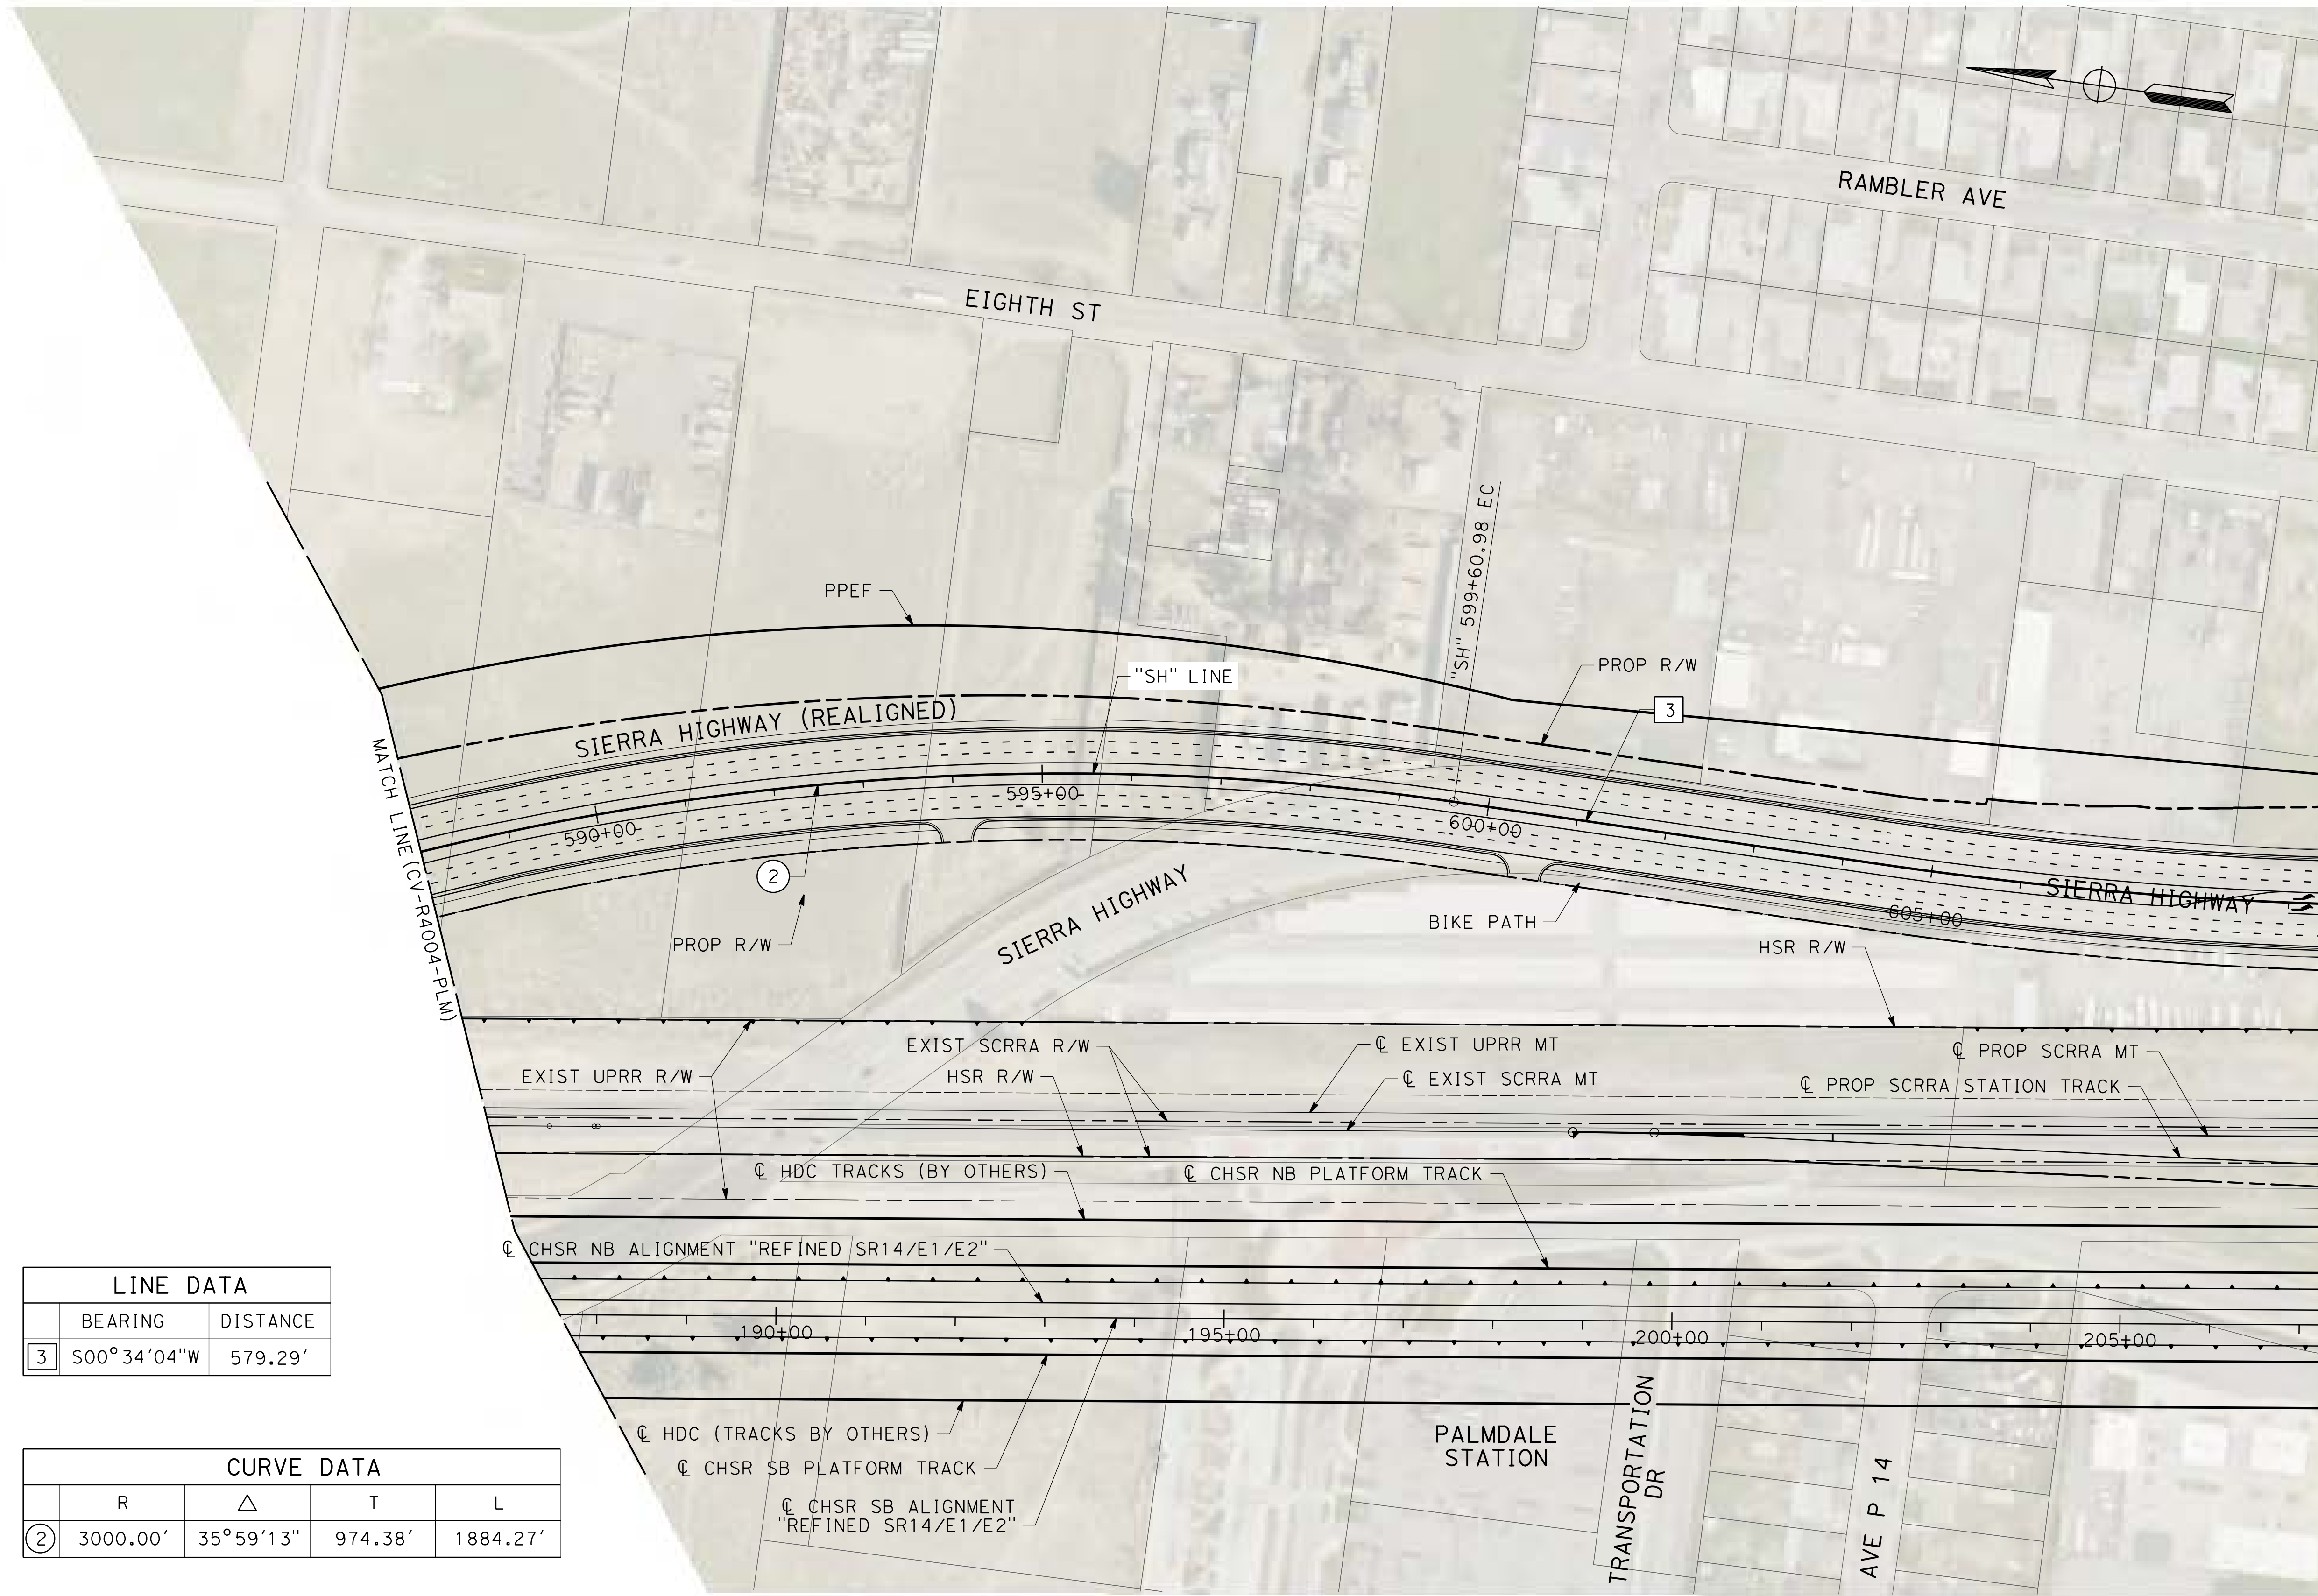 RAMBLER AVE
EIGHTH ST
"SH" 599+60.98 EC
PPEF
"SH" LINE
PROP R/W
3
SIERRA HIGHWAY (REALIGNED)
MATCH LINE (CV-R4004-PLM)
590+00
595+00
600+00
605+00
2
SIERRA HIGHWAY
SIERRA HIGHWAY
PROP R/W
BIKE PATH
HSR R/W
EXIST SCRRA R/W
℄ EXIST UPRR MT
℄ PROP SCRRA MT
EXIST UPRR R/W
HSR R/W
℄ EXIST SCRRA MT
℄ PROP SCRRA STATION TRACK
℄ HDC TRACKS (BY OTHERS)
℄ CHSR NB PLATFORM TRACK
℄ CHSR NB ALIGNMENT "REFINED SR14/E1/E2"
190+00
195+00
200+00
205+00
℄ HDC (TRACKS BY OTHERS)
℄ CHSR SB PLATFORM TRACK
℄ CHSR SB ALIGNMENT
"REFINED SR14/E1/E2"
PALMDALE
STATION
TRANSPORTATION
DR
AVE P 14
LINE DATA
BEARING DISTANCE
3 S00°34'04"W 579.29'
CURVE DATA
R △ T L
2 3000.00' 35°59'13" 974.38' 1884.27'